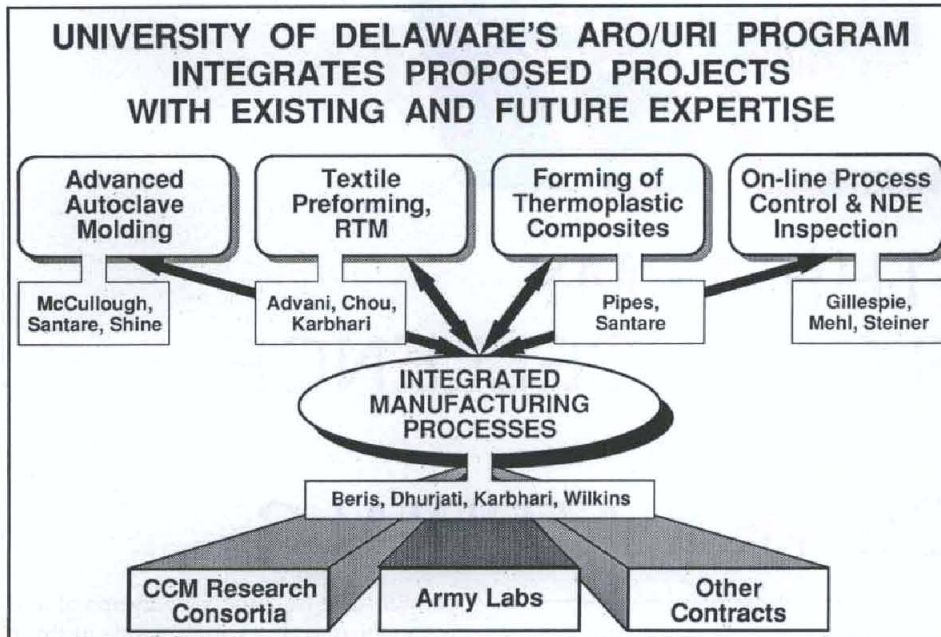 UNIVERSITY OF DELAWARE'S ARO/URI PROGRAM
INTEGRATES PROPOSED PROJECTS
WITH EXISTING AND FUTURE EXPERTISE
Advanced
Autoclave
Molding
Textile
Preforming,
RTM
Forming of
Thermoplastic
Composites
On-line Process
Control & NDE
Inspection
McCullough,
Santare, Shine
Advani, Chou,
Karbhari
Pipes,
Santare
Gillespie,
Mehl, Steiner
INTEGRATED
MANUFACTURING
PROCESSES
Beris, Dhurjati, Karbhari, Wilkins
CCM Research
Consortia
Army Labs
Other
Contracts